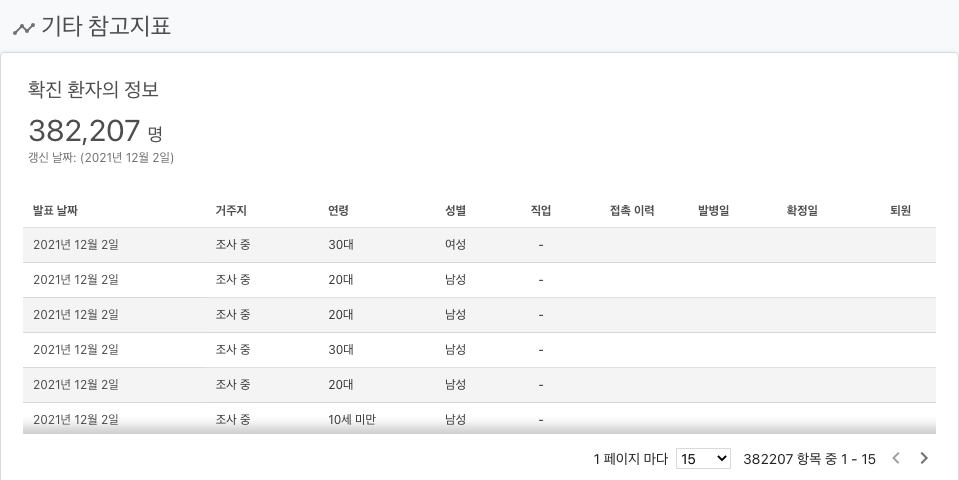 기타 참고지표
확진 환자의 정보
382,207 명
갱신 날짜: (2021년 12월 2일)
발표 날짜 거주지 연령 성별 직업 접촉 이력 발병일 확정일 퇴원
2021년 12월 2일 조사 중 30대 여성 -
2021년 12월 2일 조사 중 20대 남성 -
2021년 12월 2일 조사 중 20대 남성 -
2021년 12월 2일 조사 중 30대 남성 -
2021년 12월 2일 조사 중 20대 남성 -
2021년 12월 2일 조사 중 10세 미만 남성 -
1 페이지 마다 15 382207 항목 중 1 - 15